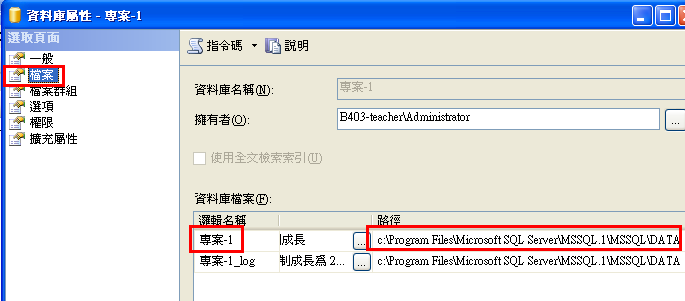 資料庫屬性 - 專案-1
選取頁面
一般
檔案
檔案群組
選項
權限
擴充屬性
指令碼
說明
資料庫名稱(N):
專案-1
擁有者(O):
B403-teacher\Administrator
...
使用全文檢索索引(U)
資料庫檔案(F):
邏輯名稱
路徑
專案-1
成長
...
c:\Program Files\Microsoft SQL Server\MSSQL.1\MSSQL\DATA
專案-1_log
制成長為 2...
...
c:\Program Files\Microsoft SQL Server\MSSQL.1\MSSQL\DATA